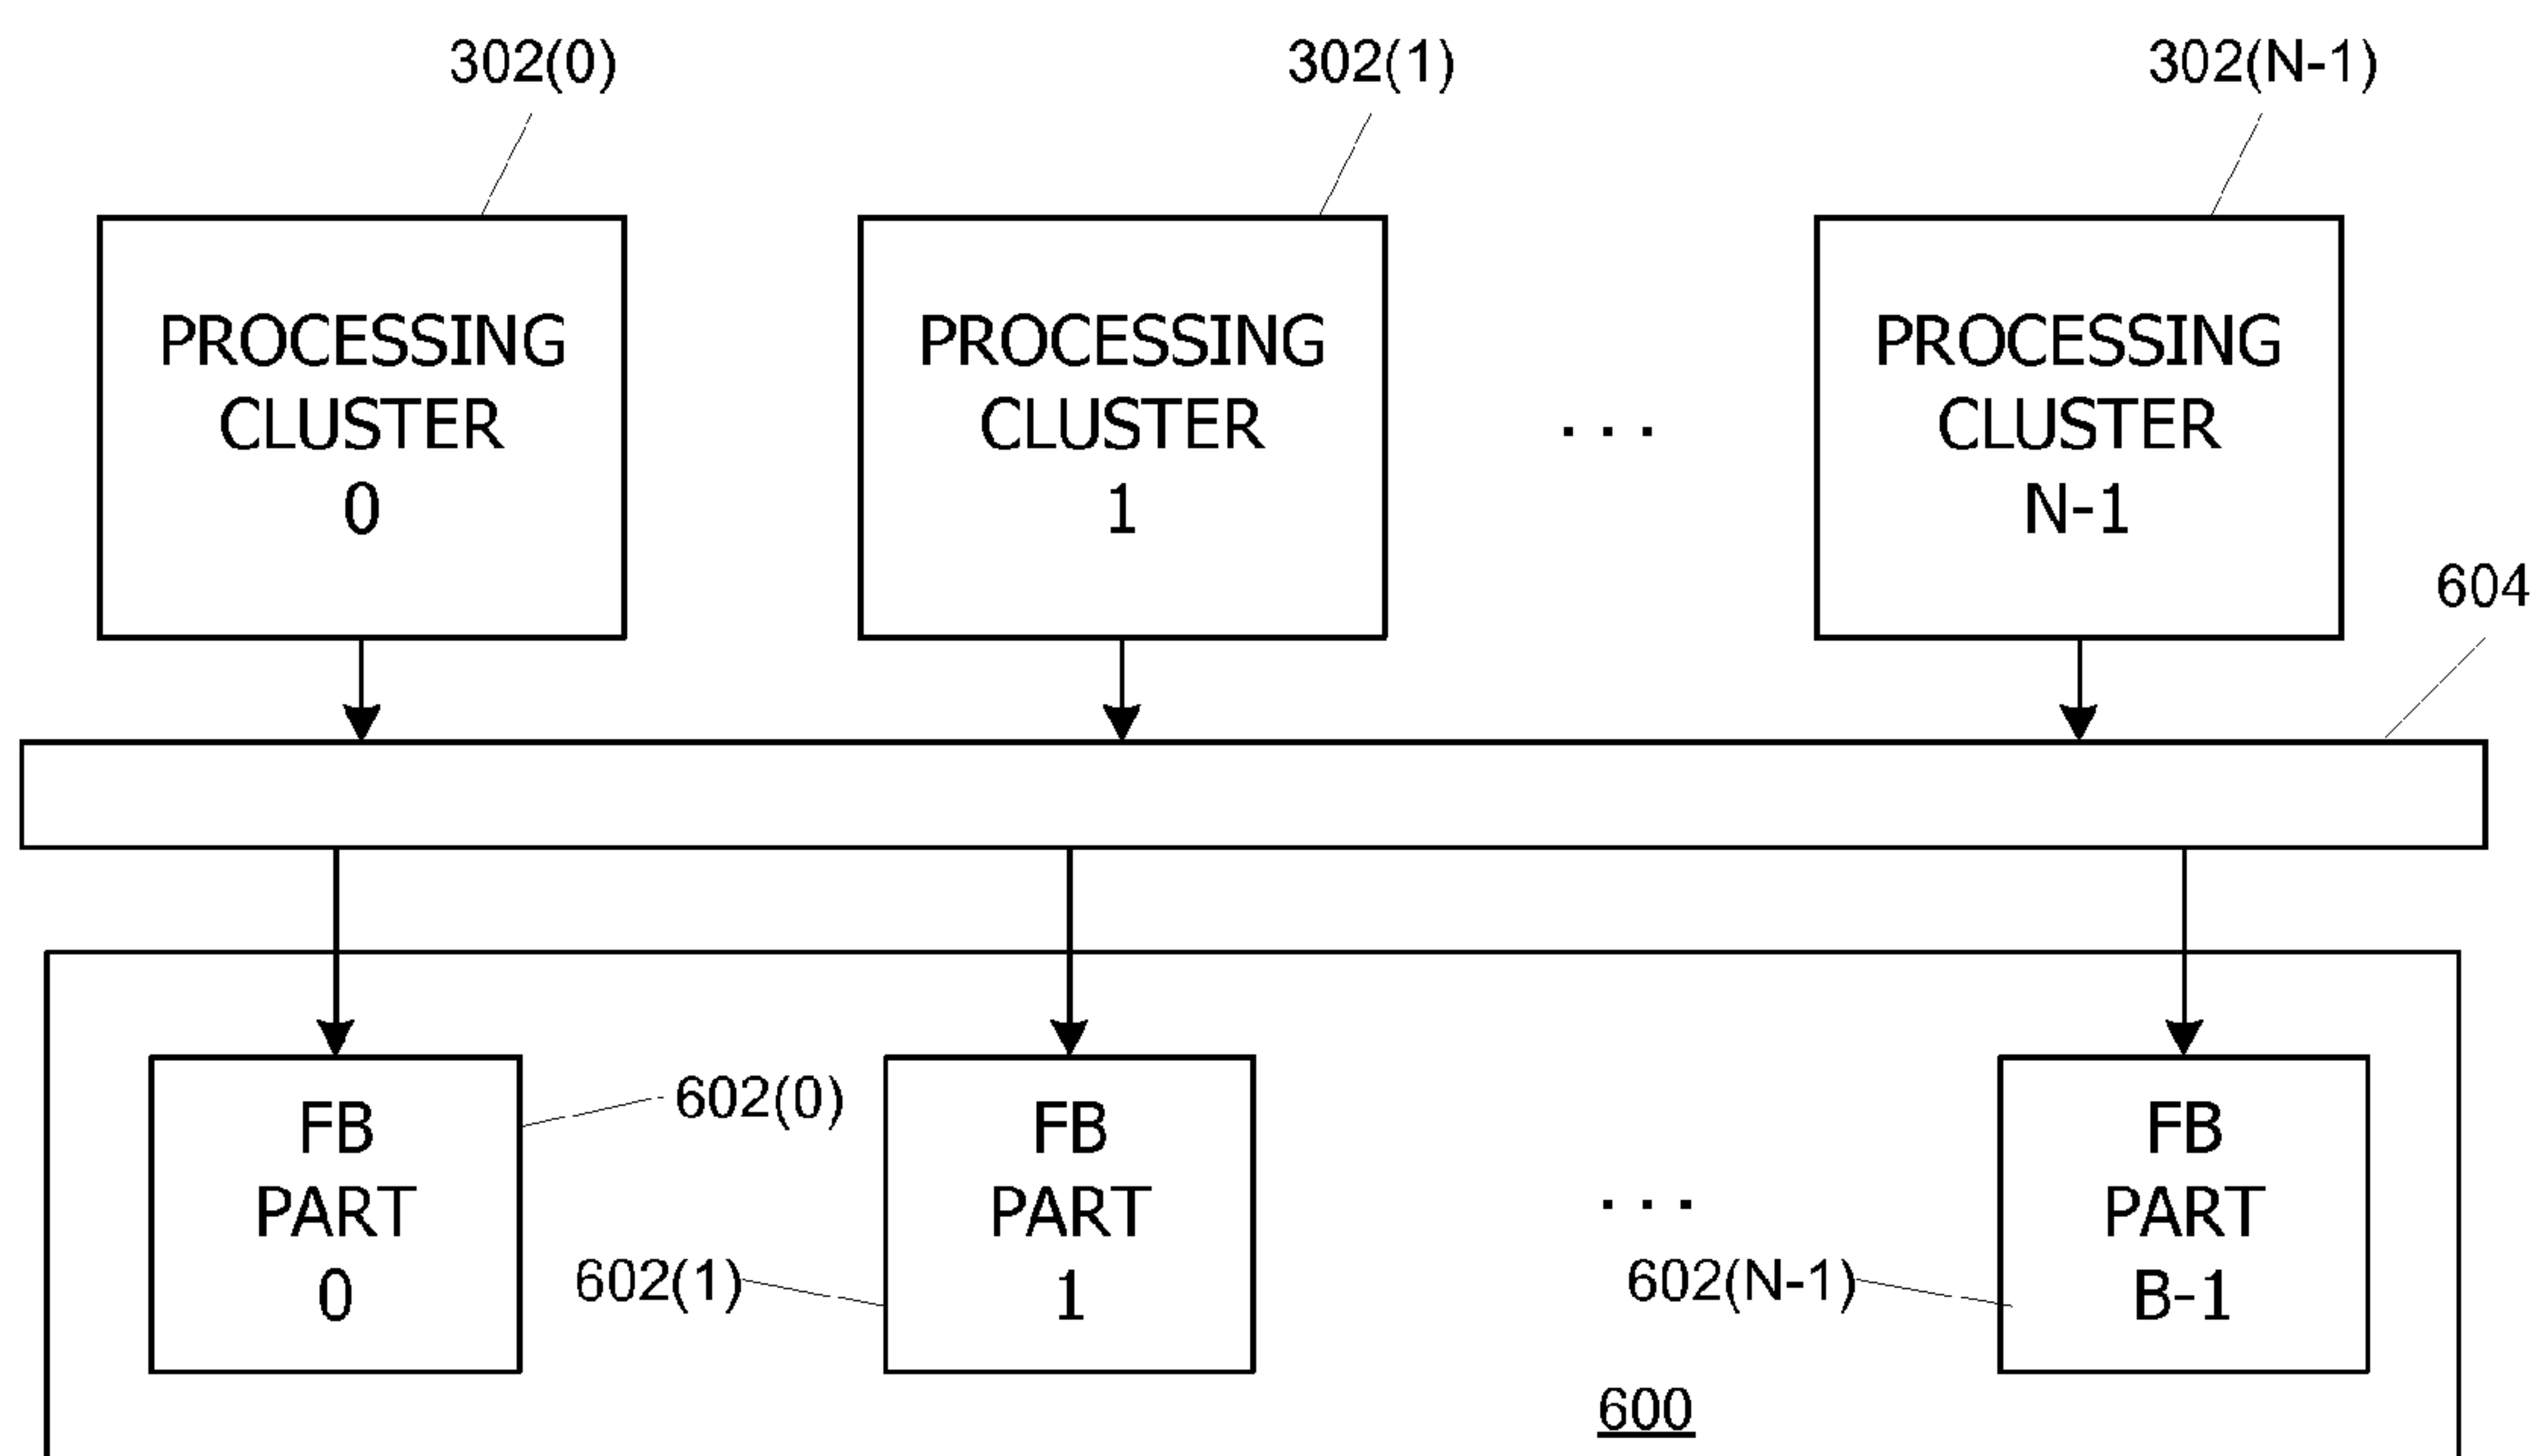 302(0)
302(1)
302(N-1)
PROCESSING
CLUSTER
0
PROCESSING
CLUSTER
1
. . .
PROCESSING
CLUSTER
N-1
604
FB
PART
0
602(0)
602(1)
FB
PART
1
. . .
602(N-1)
FB
PART
B-1
600